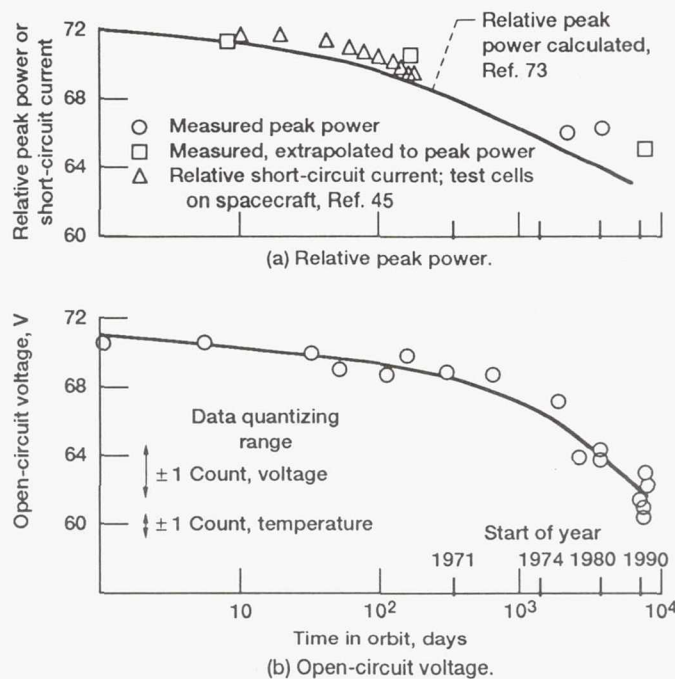 Relative peak power or
short-circuit current
72
68
64
60
Relative peak
power calculated,
Ref. 73
Measured peak power
Measured, extrapolated to peak power
Relative short-circuit current; test cells
on spacecraft, Ref. 45
(a) Relative peak power.
Open-circuit voltage, V
72
68
64
60
Data quantizing
range
±1 Count, voltage
±1 Count, temperature
Start of year
1971 1974 1980 1990
10 10² 10³ 10⁴
Time in orbit, days
(b) Open-circuit voltage.